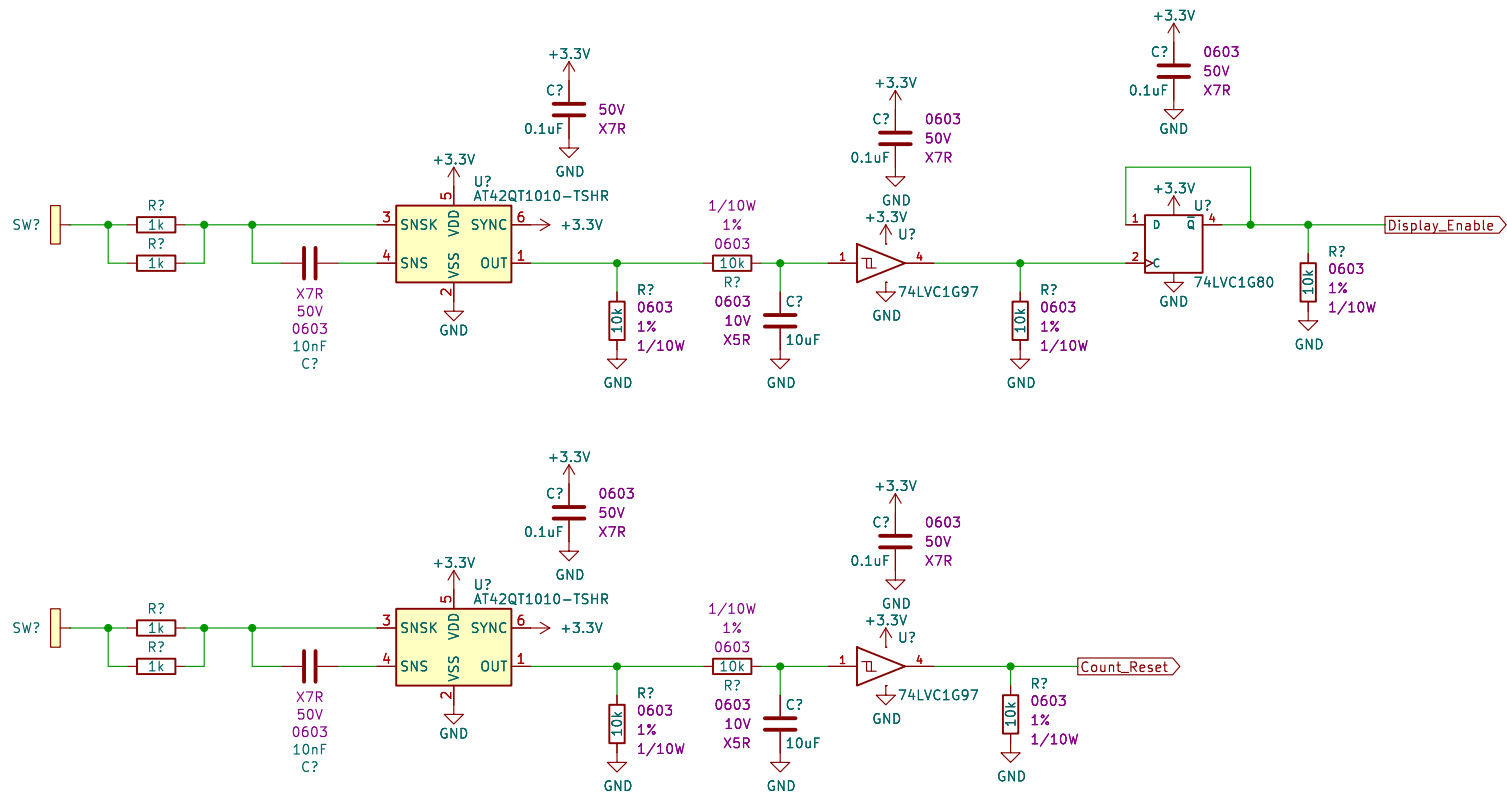 +3.3V
C?
0603
50V
0.1uF
X7R
GND
+3.3V
C?
50V
0.1uF
X7R
GND
+3.3V
C?
0603
50V
0.1uF
X7R
GND
+3.3V
U?
AT42QT1010-TSHR
SW?
R?
1k
R?
1k
X7R
50V
0603
10nF
C?
3
SNSK
4
SNS
5
VDD
VSS
2
GND
SYNC
6
+3.3V
OUT
1
R?
0603
1%
1/10W
10k
GND
1/10W
1%
0603
10k
R?
0603
10V
X5R
C?
10uF
GND
+3.3V
U?
1
4
74LVC1G97
GND
R?
0603
1%
1/10W
10k
GND
+3.3V
U?
1
D
Q
4
2
C
74LVC1G80
GND
Display_Enable
R?
0603
1%
1/10W
10k
GND
+3.3V
C?
0603
50V
0.1uF
X7R
GND
+3.3V
C?
0603
50V
0.1uF
X7R
GND
+3.3V
U?
AT42QT1010-TSHR
SW?
R?
1k
R?
1k
X7R
50V
0603
10nF
C?
3
SNSK
4
SNS
5
VDD
VSS
2
GND
SYNC
6
+3.3V
OUT
1
R?
0603
1%
1/10W
10k
GND
1/10W
1%
0603
10k
R?
0603
10V
X5R
C?
10uF
GND
+3.3V
U?
1
4
74LVC1G97
GND
Count_Reset
R?
0603
1%
1/10W
10k
GND